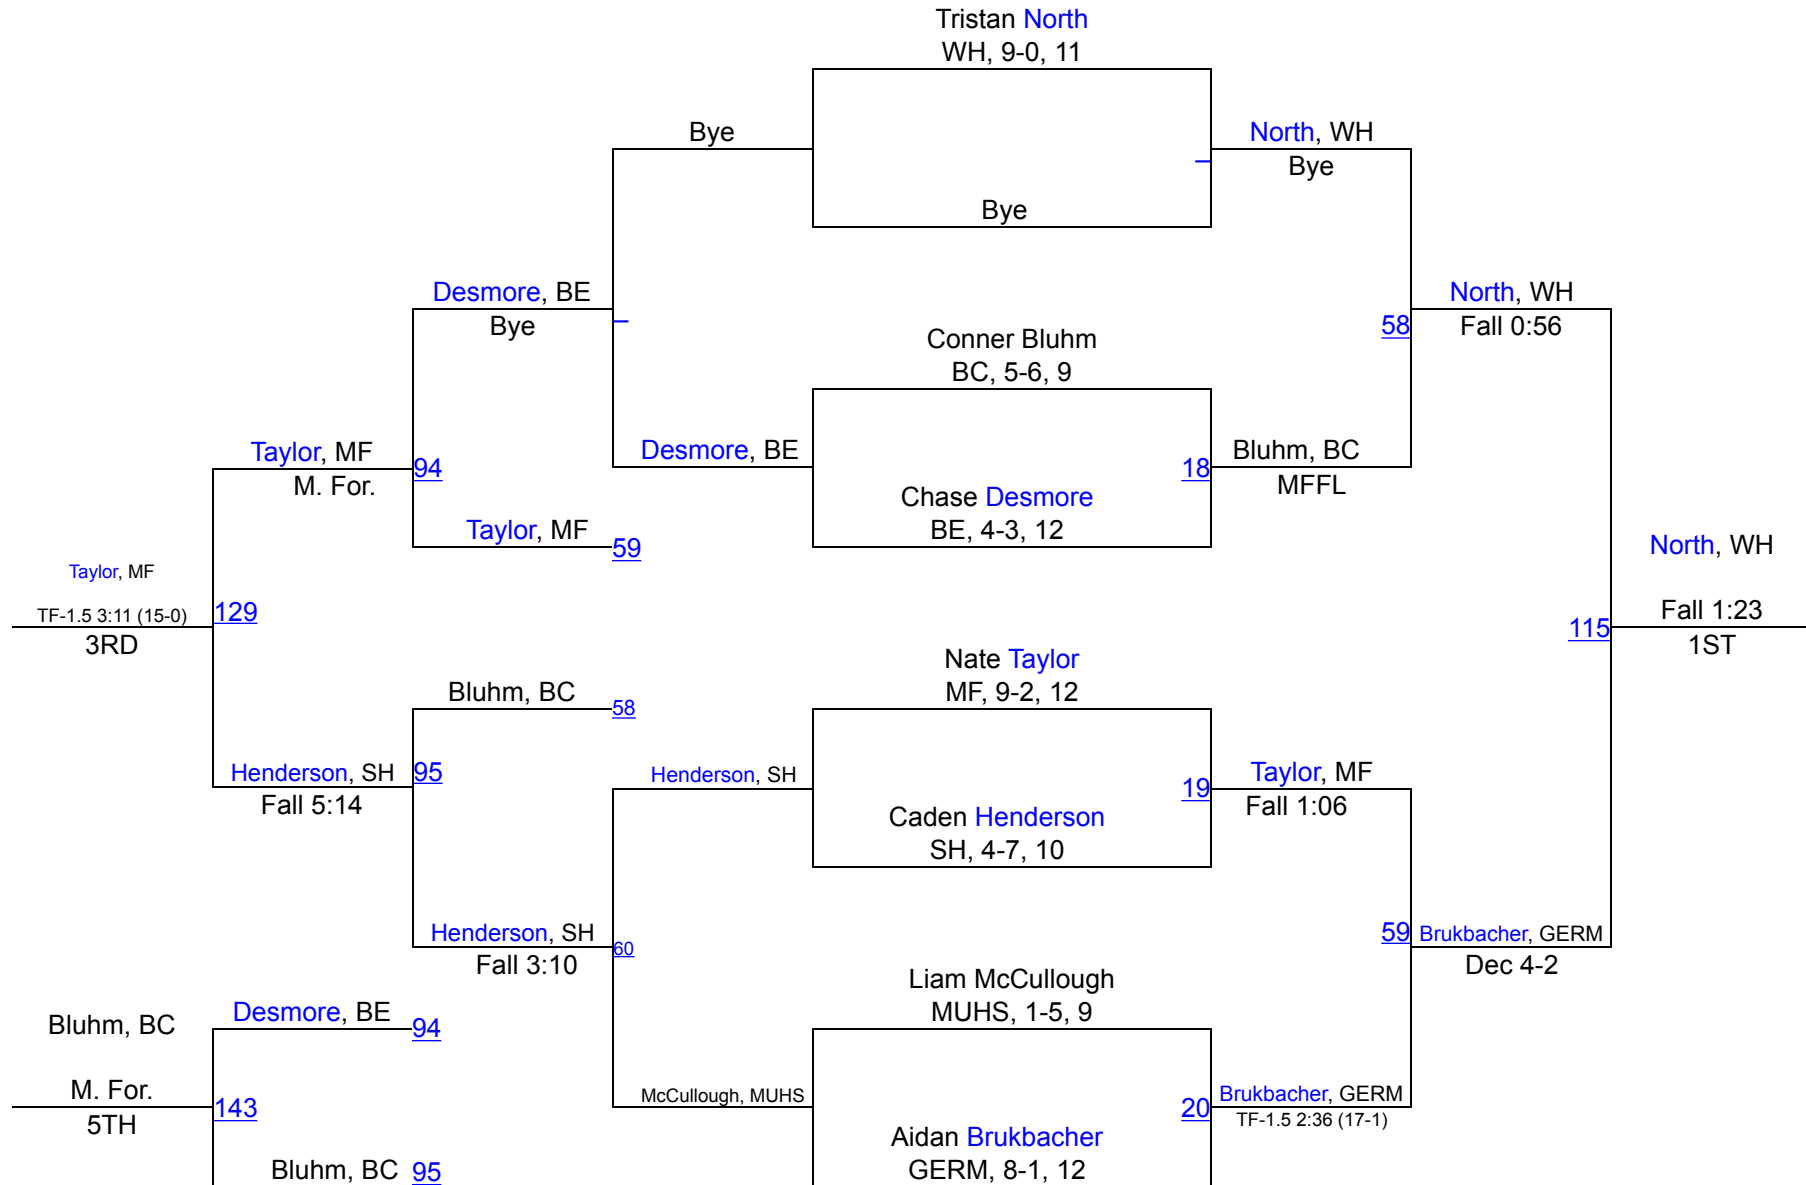 Tristan North
WH, 9-0, 11
Bye
North, WH
Bye
Bye
Desmore, BE
Bye
North, WH
Fall 0:56
58
Conner Bluhm
BC, 5-6, 9
Taylor, MF
M. For.
94
Desmore, BE
18
Bluhm, BC
MFFL
Chase Desmore
BE, 4-3, 12
Taylor, MF
59
North, WH
Fall 1:23
1ST
115
Taylor, MF
TF-1.5 3:11 (15-0)
3RD
129
Nate Taylor
MF, 9-2, 12
Bluhm, BC
58
Henderson, SH
Fall 5:14
95
Henderson, SH
19
Taylor, MF
Fall 1:06
Caden Henderson
SH, 4-7, 10
Henderson, SH
Fall 3:10
60
59
Brukbacher, GERM
Dec 4-2
Liam McCullough
MUHS, 1-5, 9
Bluhm, BC
M. For.
5TH
Desmore, BE
94
143
McCullough, MUHS
20
Brukbacher, GERM
TF-1.5 2:36 (17-1)
Aidan Brukbacher
GERM, 8-1, 12
Bluhm, BC
95